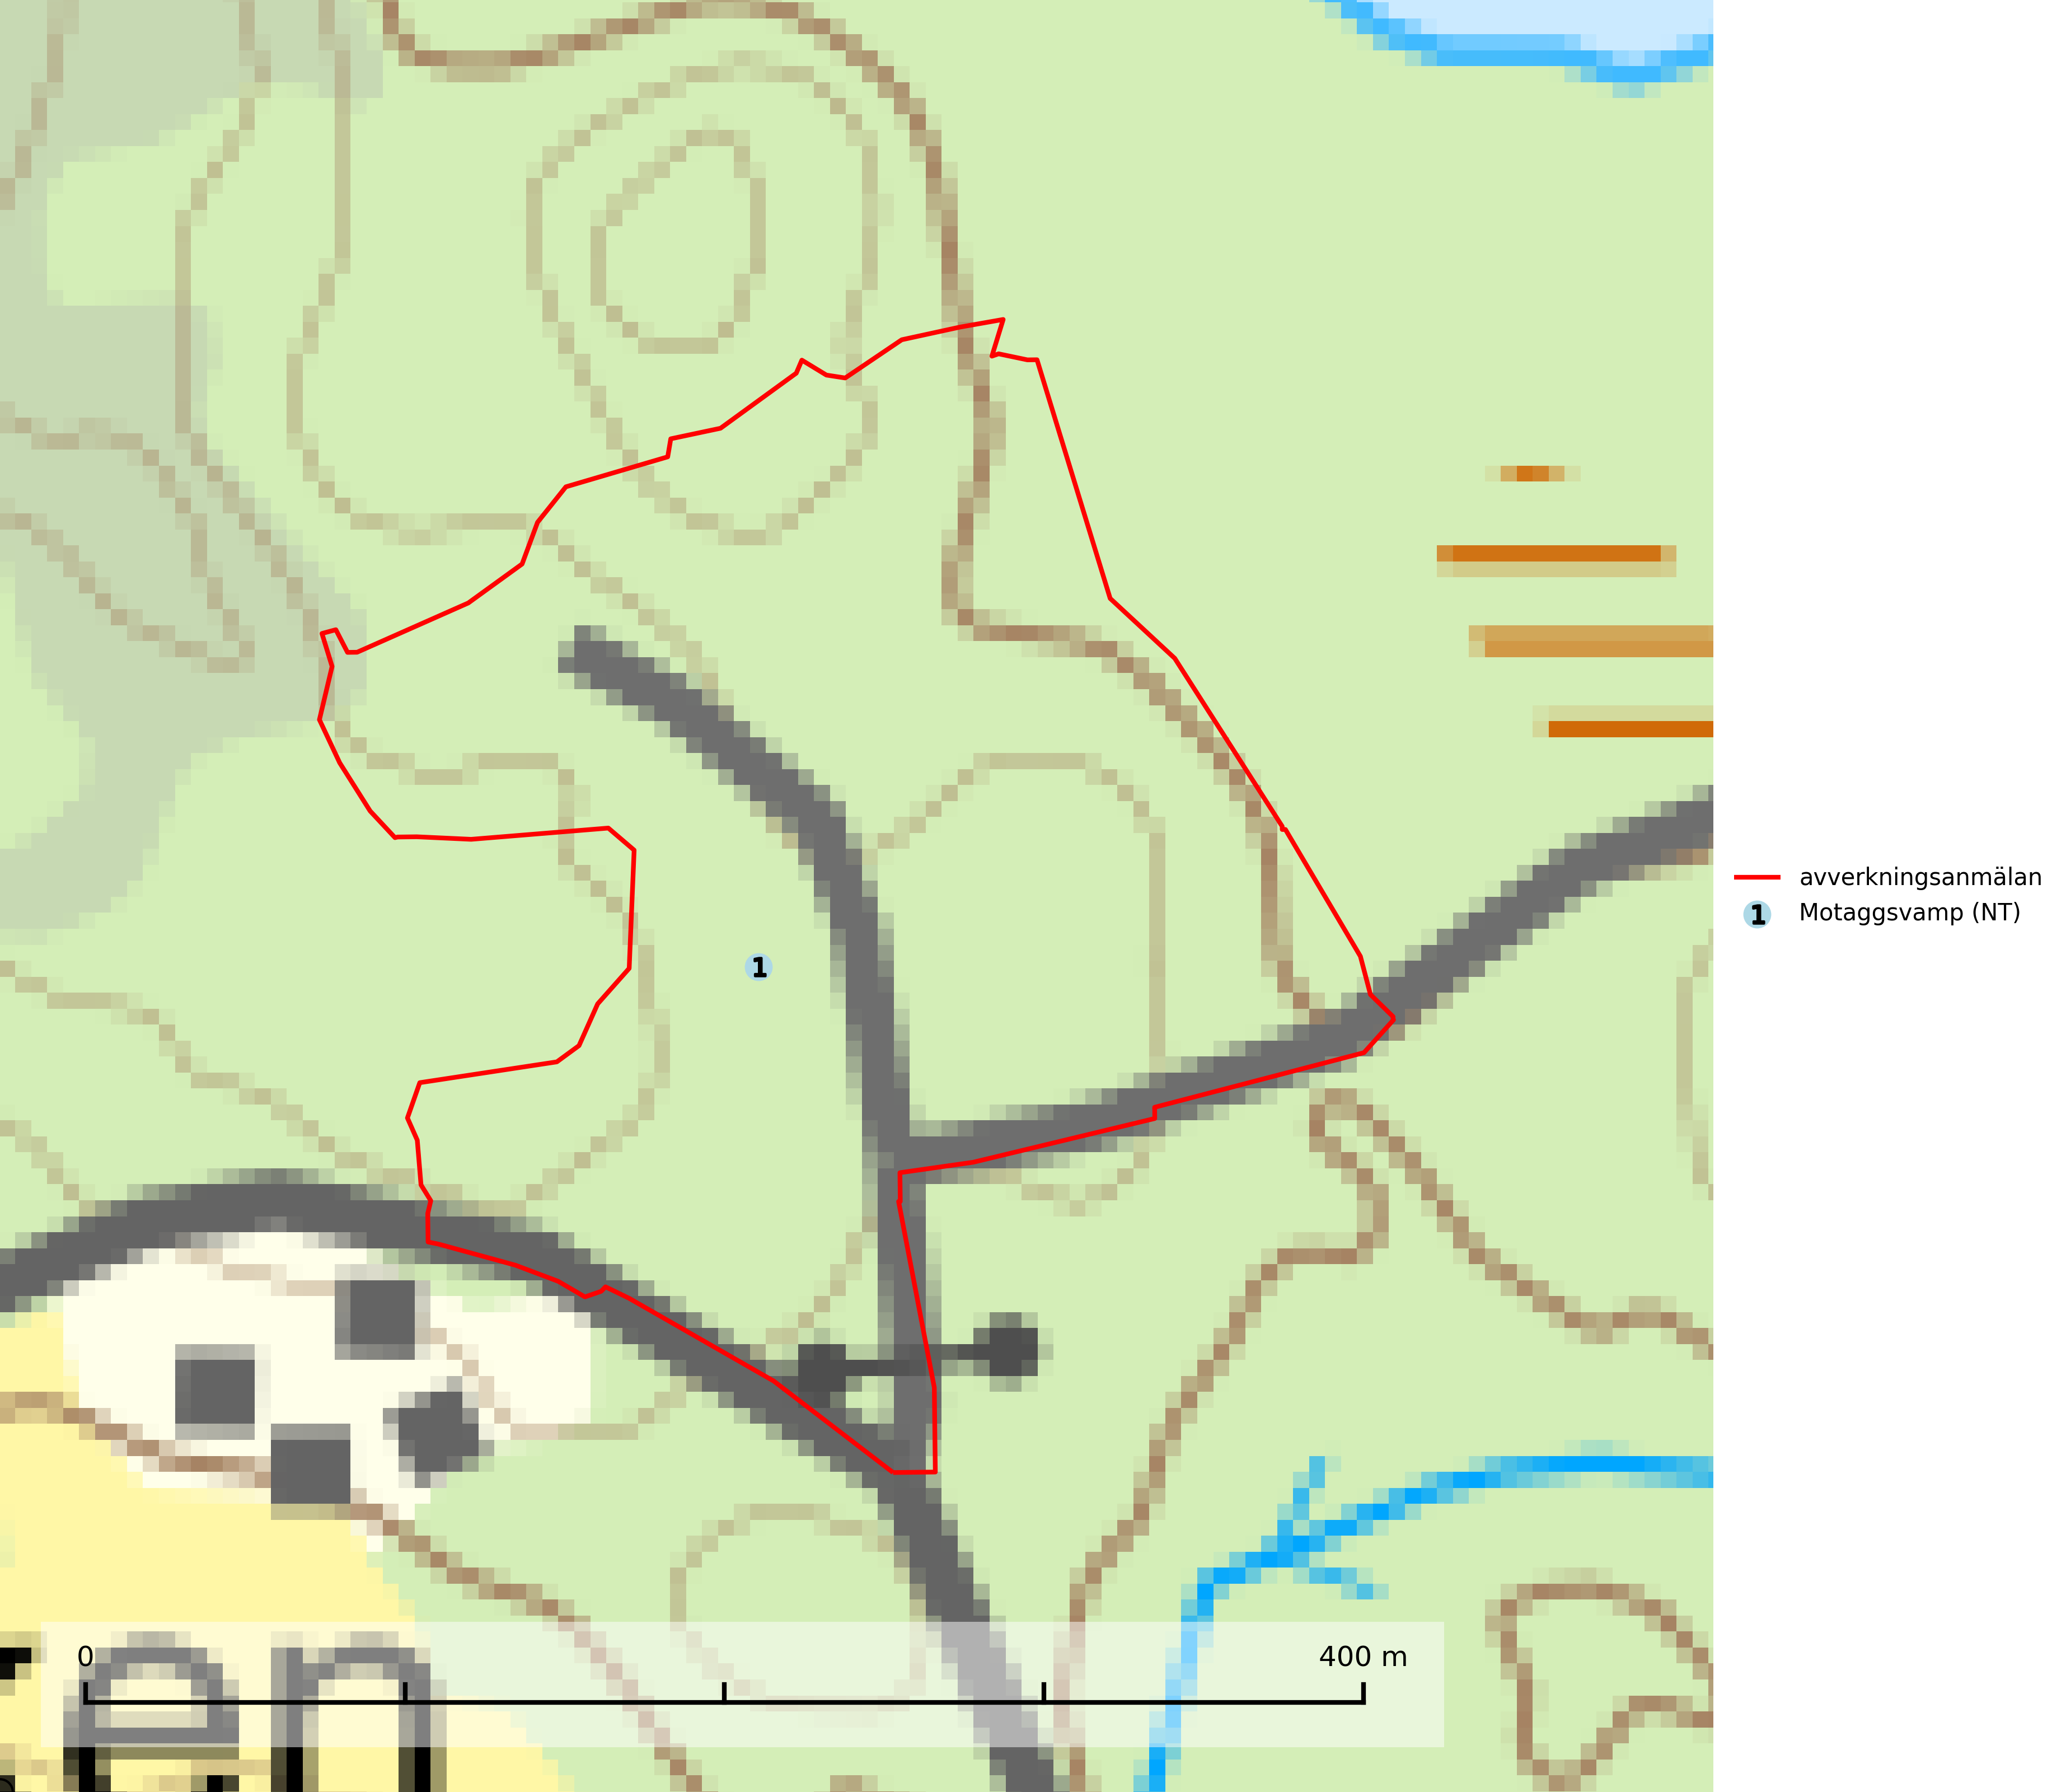 avverkningsanmälan
1 Motaggsvamp (NT)
1
0 400 m